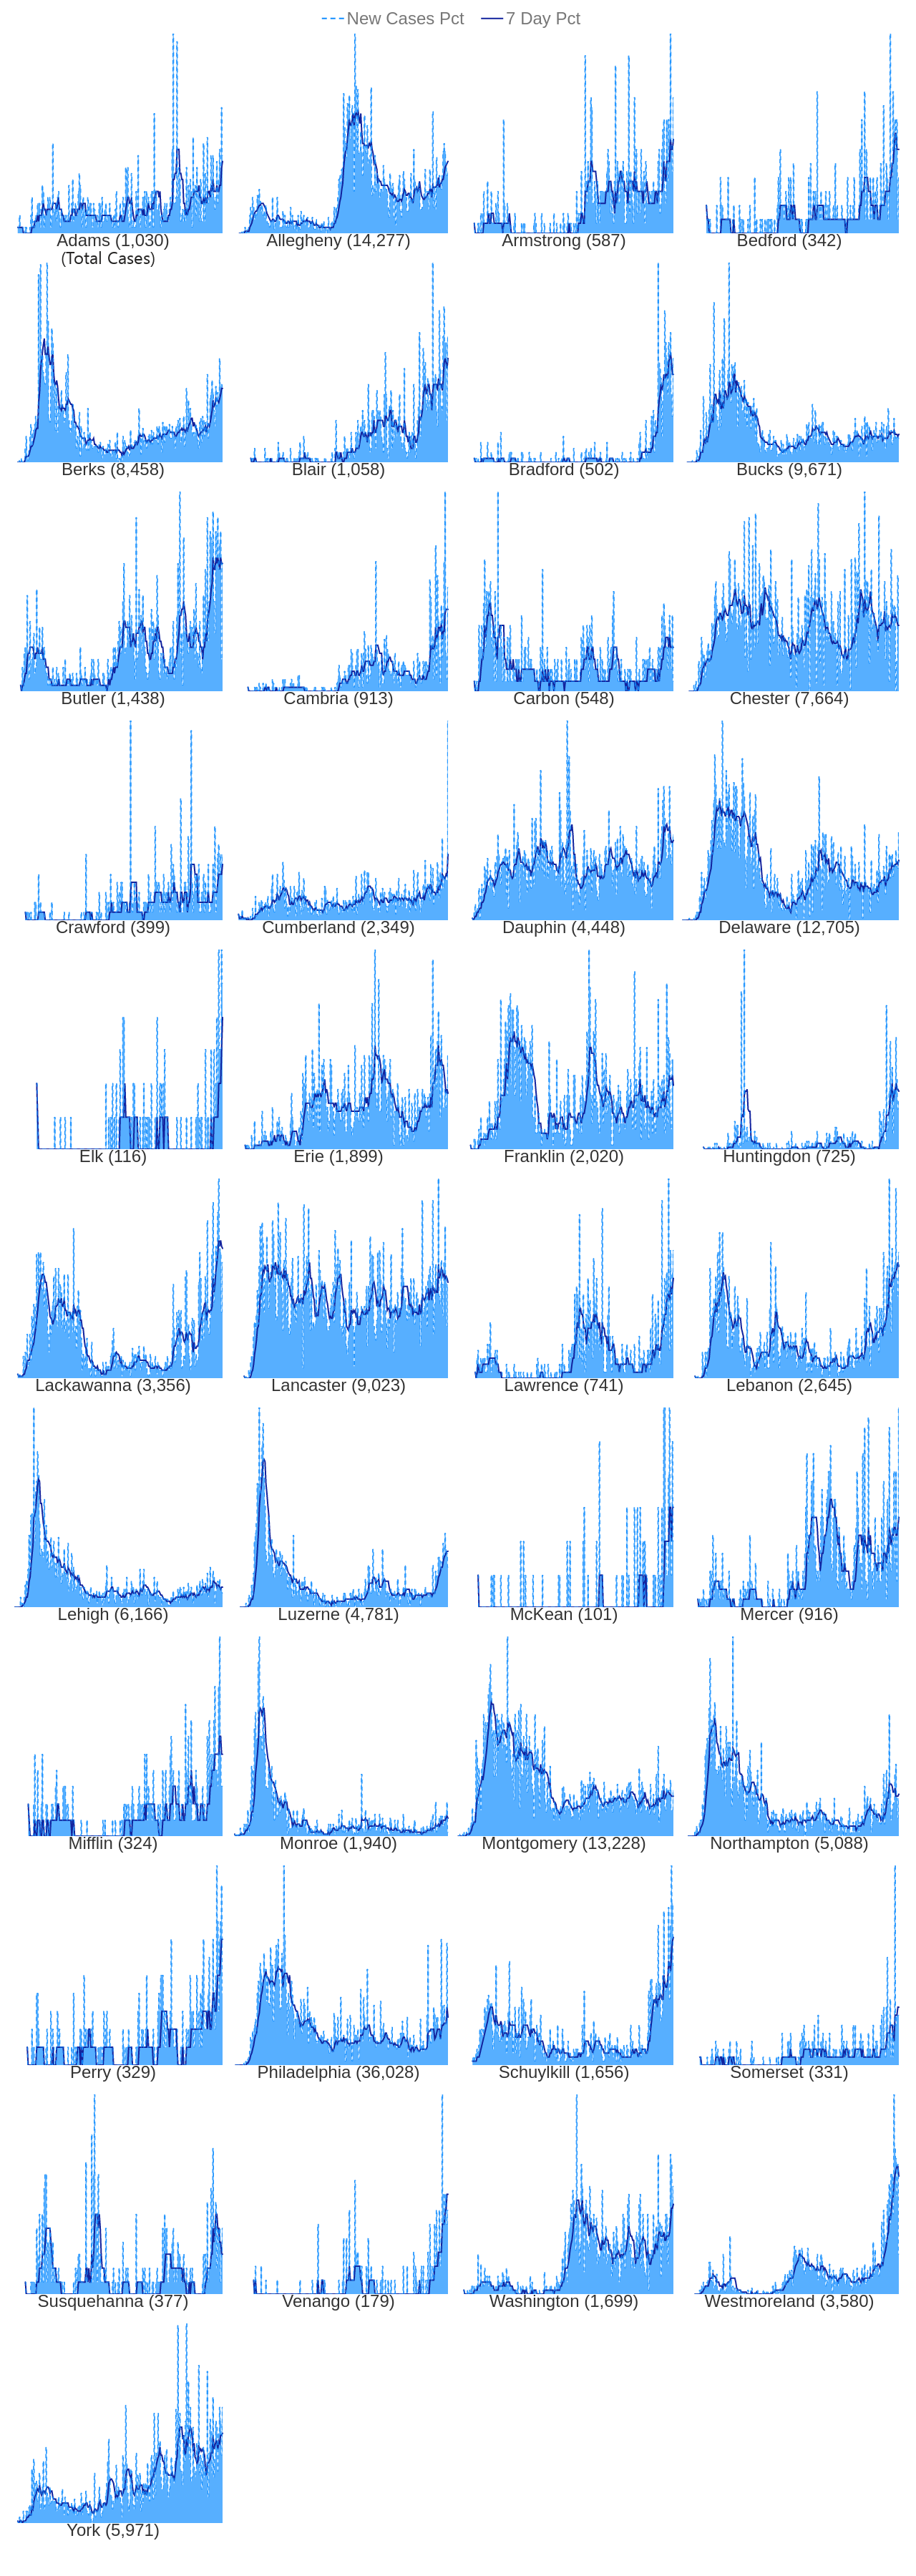 New Cases Pct 7 Day Pct
Adams (1,030) Allegheny (14,277) Armstrong (587) Bedford (342)
(Total Cases)
Berks (8,458) Blair (1,058) Bradford (502) Bucks (9,671)
Butler (1,438) Cambria (913) Carbon (548) Chester (7,664)
Crawford (399) Cumberland (2,349) Dauphin (4,448) Delaware (12,705)
Elk (116) Erie (1,899) Franklin (2,020) Huntingdon (725)
Lackawanna (3,356) Lancaster (9,023) Lawrence (741) Lebanon (2,645)
Lehigh (6,166) Luzerne (4,781) McKean (101) Mercer (916)
Mifflin (324) Monroe (1,940) Montgomery (13,228) Northampton (5,088)
Perry (329) Philadelphia (36,028) Schuylkill (1,656) Somerset (331)
Susquehanna (377) Venango (179) Washington (1,699) Westmoreland (3,580)
York (5,971)